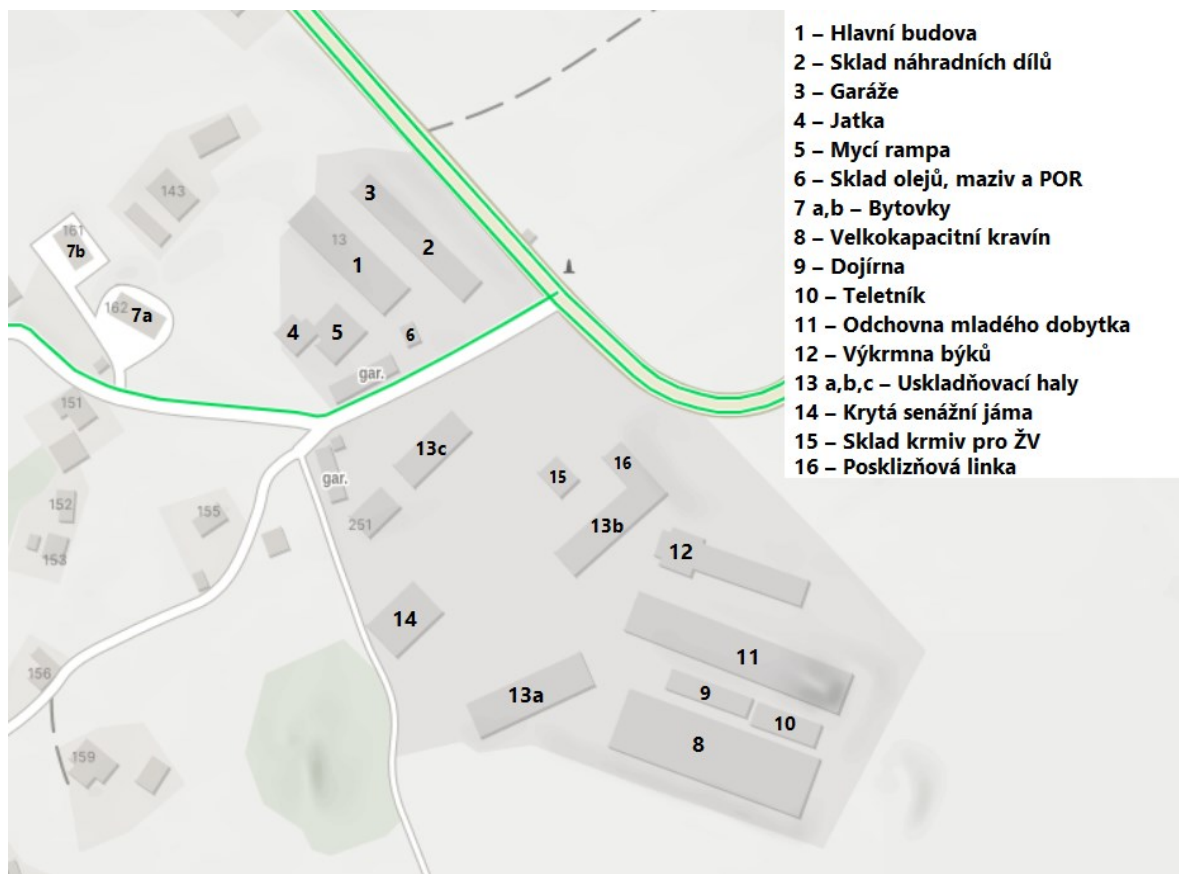 1 – Hlavní budova
2 – Sklad náhradních dílů
3 – Garáže
4 – Jatka
5 – Mycí rampa
6 – Sklad olejů, maziv a POR
7 a,b – Bytovky
8 – Velkokapacitní kravín
9 – Dojírna
10 – Teletník
11 – Odchovna mladého dobytka
12 – Výkrmna býků
13 a,b,c – Uskladňovací haly
14 – Krytá senážní jáma
15 – Sklad krmiv pro ŽV
16 – Posklizňová linka
143
3
161
7b
13
2
1
162
7a
4
5
6
gar.
151
13c
16
gar.
15
152
155
251
13b
153
12
14
11
156
13a
9
10
159
8